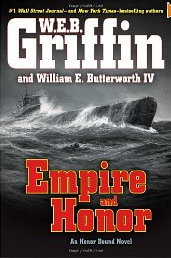 #1 Wall Street Journal—and New York Times—bestselling authors
W.E.B.
Griffin
and William E. Butterworth IV
Empire
and
Honor
An Honor Bound Novel